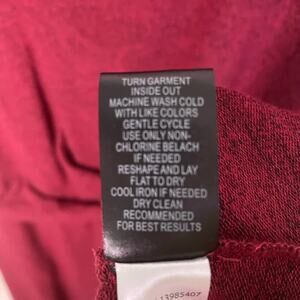 TURN GARMENT
INSIDE OUT
MACHINE WASH COLD
WITH LIKE COLORS
GENTLE CYCLE
USE ONLY NON-
CHLORINE BELACH
IF NEEDED
RESHAPE AND LAY
FLAT TO DRY
COOL IRON IF NEEDED
DRY CLEAN
RECOMMENDED
FOR BEST RESULTS
13985407